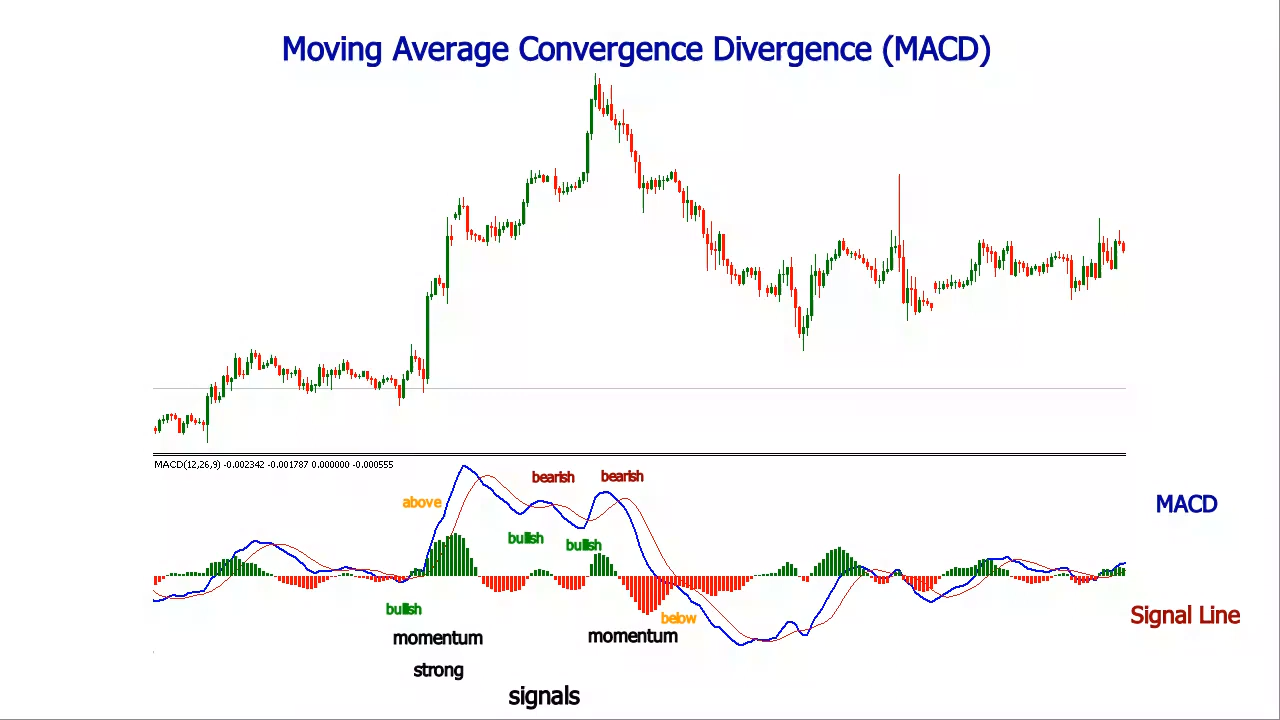 Moving Average Convergence Divergence (MACD)
MACD(12,26,9) -0.002342 -0.001787 0.000000 -0.000555
bearish
bearish
above
MACD
bullish
bullish
bullish
below
Signal Line
momentum
momentum
strong
signals